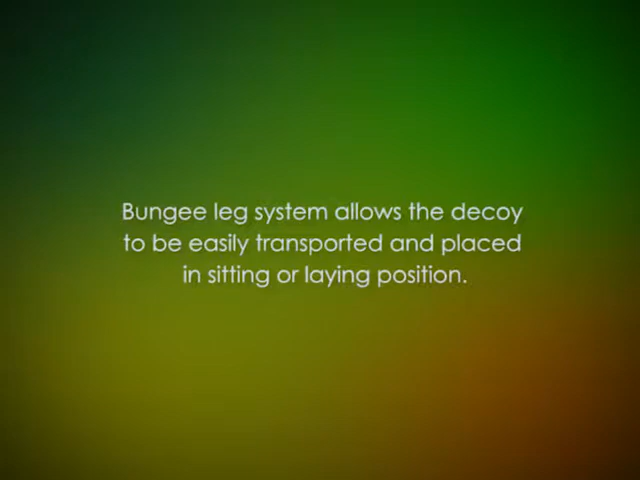 Bungee leg system allows the decoy
to be easily transported and placed
in sitting or laying position.